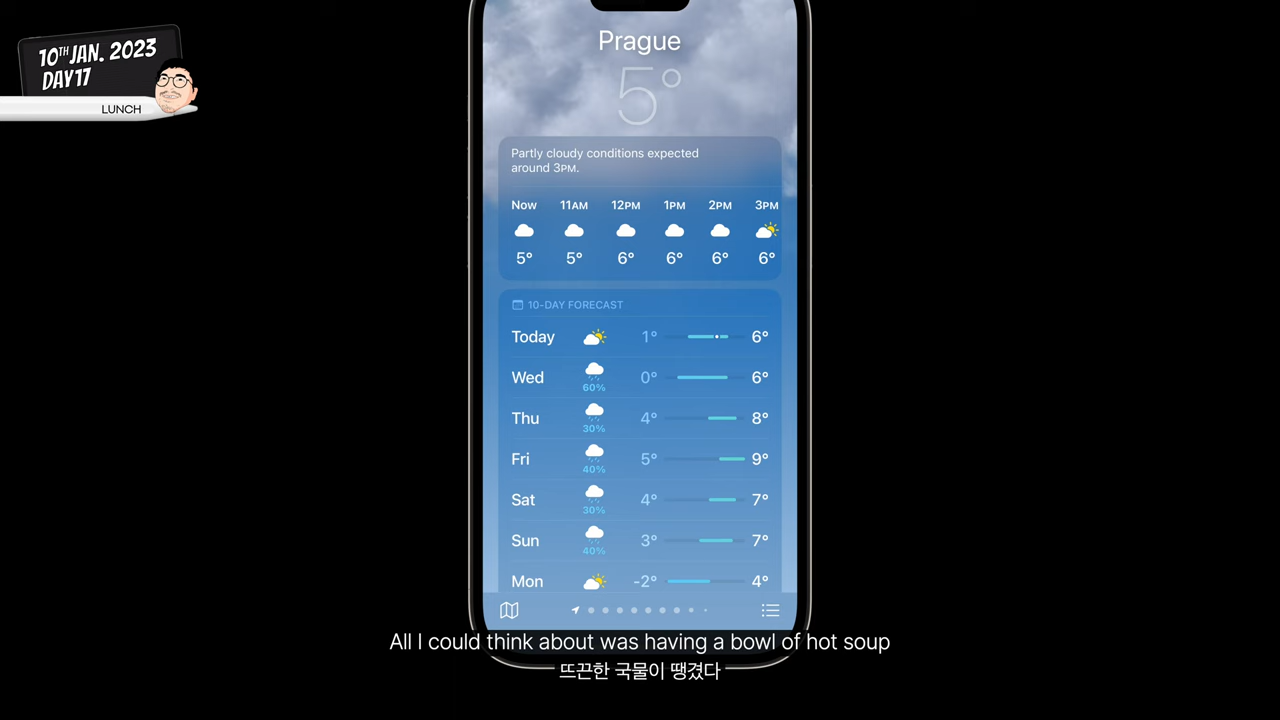 10TH JAN. 2023
DAY17
LUNCH
Prague
5°
Partly cloudy conditions expected
around 3PM.
Now 11AM 12PM 1PM 2PM 3PM
5° 5° 6° 6° 6° 6°
10-DAY FORECAST
Today 1° 6°
Wed 60% 0° 6°
Thu 30% 4° 8°
Fri 40% 5° 9°
Sat 30% 4° 7°
Sun 40% 3° 7°
Mon -2° 4°
All I could think about was having a bowl of hot soup
뜨끈한 국물이 땡겼다